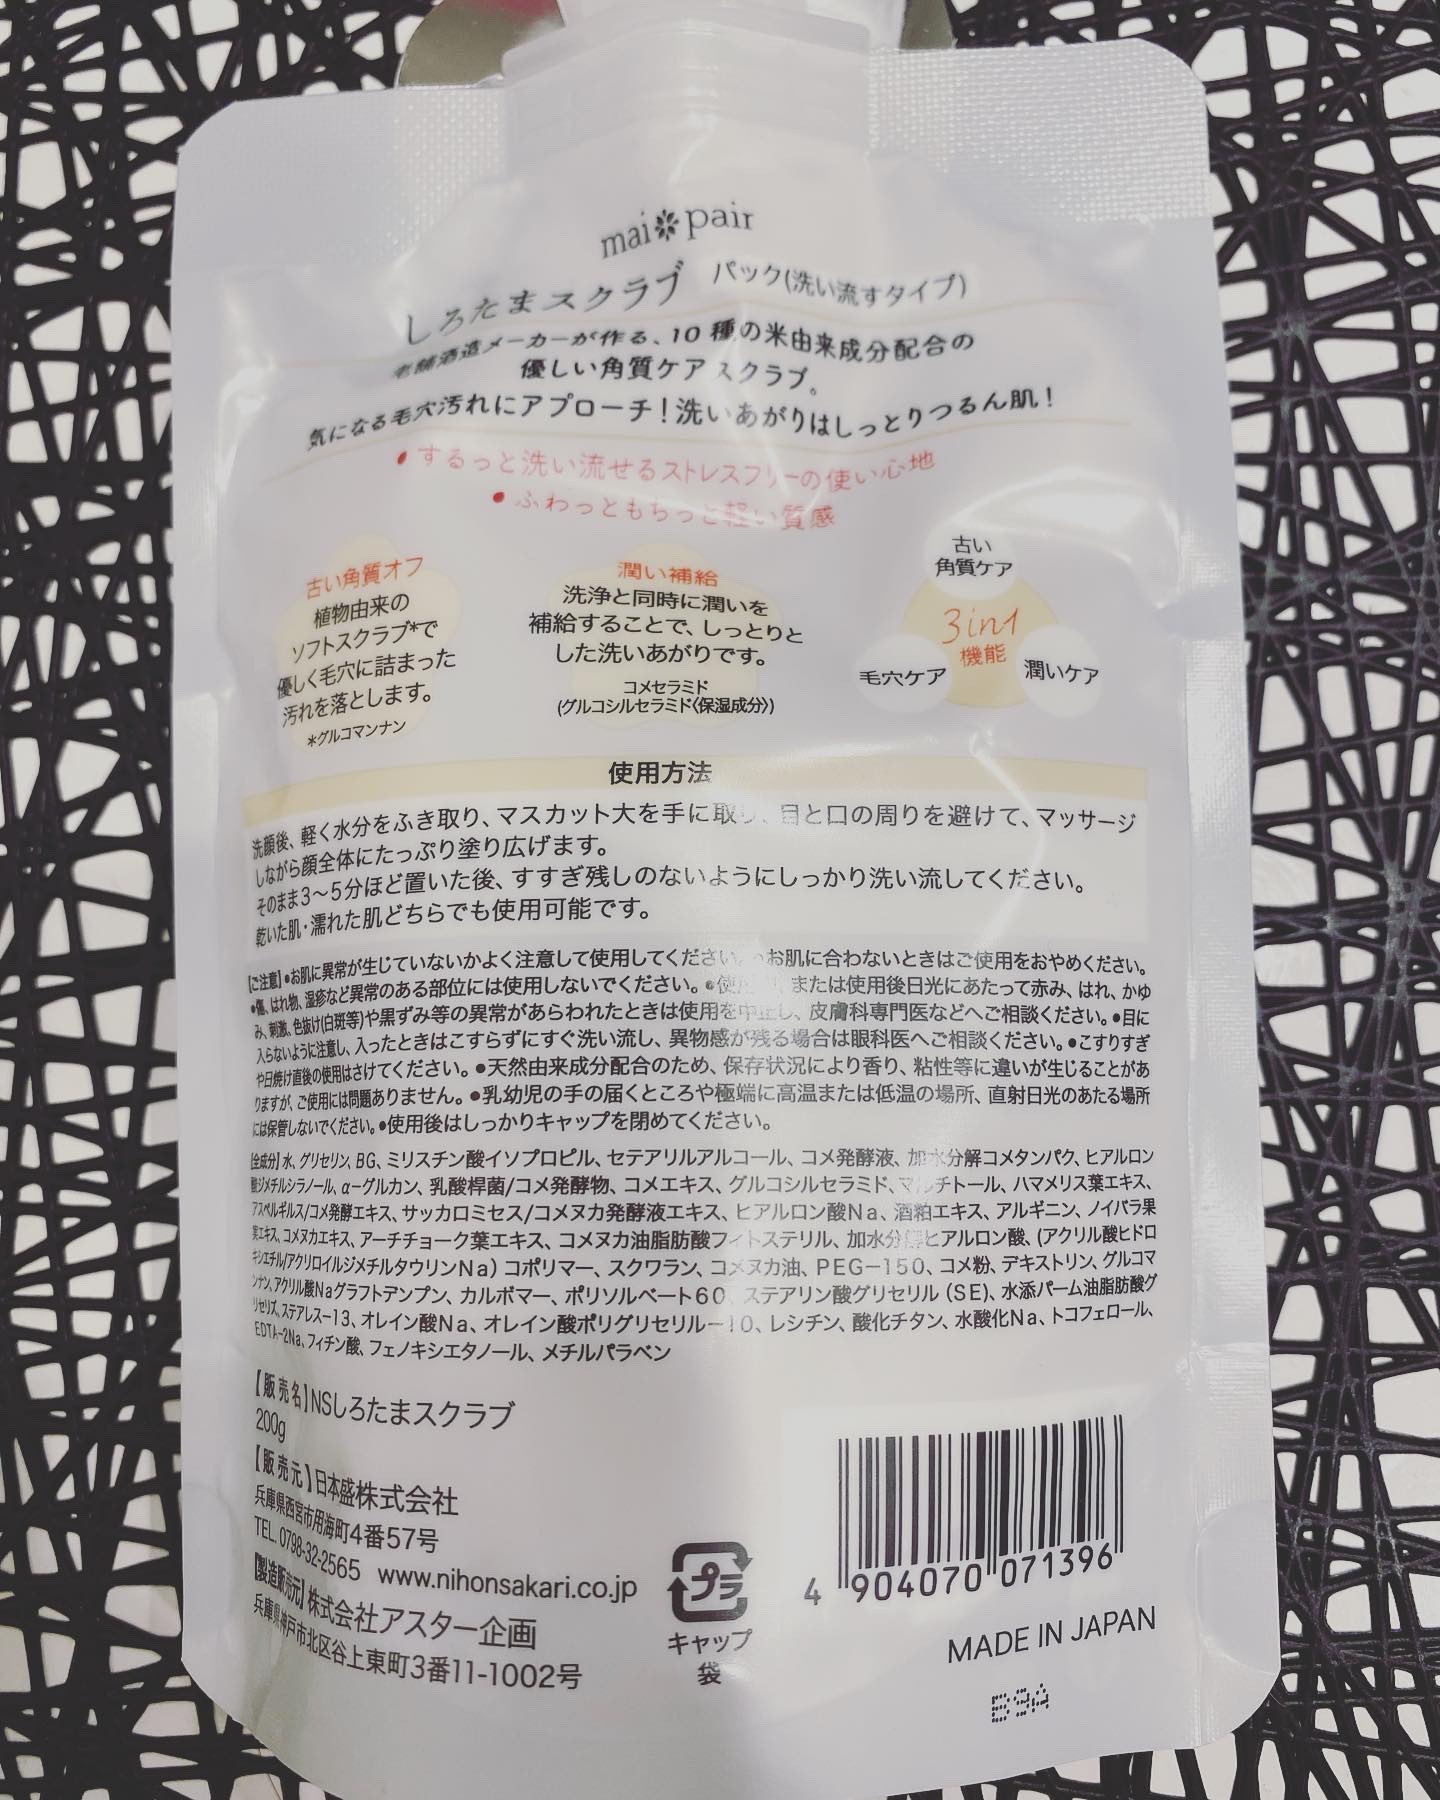 mai pair
しろたまスクラブ パック(洗い流すタイプ)
老舗酒造メーカーが作る、10種の米由来成分配合の
優しい角質ケアスクラブ。
気になる毛穴汚れにアプローチ！洗いあがりはしっとりつるん肌！
●するっと洗い流せるストレスフリーの使い心地
●ふわっともちっと軽い質感
古い角質オフ
植物由来の
ソフトスクラブ*で
優しく毛穴に詰まった
汚れを落とします。
*グルコマンナン
潤い補給
洗浄と同時に潤いを
補給することで、しっとりと
した洗いあがりです。
コメセラミド
(グルコシルセラミド〈保湿成分〉)
古い
角質ケア
3in1
機能
毛穴ケア
潤いケア
使用方法
洗顔後、軽く水分をふき取り、マスカット大を手に取り、目と口の周りを避けて、マッサージ
しながら顔全体にたっぷり塗り広げます。
そのまま3〜5分ほど置いた後、すすぎ残しのないようにしっかり洗い流してください。
乾いた肌・濡れた肌どちらでも使用可能です。
【ご注意】●お肌に異常が生じていないかよく注意して使用してください。●お肌に合わないときはご使用をおやめください。
●傷、はれ物、湿疹など異常のある部位には使用しないでください。●使用中、または使用後日光にあたって赤み、はれ、かゆ
み、刺激、色抜け(白斑等)や黒ずみ等の異常があらわれたときは使用を中止し、皮膚科専門医などへご相談ください。●目に
入らないように注意し、入ったときはこすらずにすぐ洗い流し、異物感が残る場合は眼科医へご相談ください。●こすりすぎ
や日焼け直後の使用はさけてください。●天然由来成分配合のため、保存状況により香り、粘性等に違いが生じることがあ
りますが、ご使用には問題ありません。●乳幼児の手の届くところや極端に高温または低温の場所、直射日光のあたる場所
には保管しないでください。●使用後はしっかりキャップを閉めてください。
【全成分】水、グリセリン、BG、ミリスチン酸イソプロピル、セテアリルアルコール、コメ発酵液、加水分解コメタンパク、ヒアルロン
酸ジメチルシラノール、α-グルカン、乳酸桿菌/コメ発酵物、コメエキス、グルコシルセラミド、マルチトール、ハマメリス葉エキス、
アスペルギルス/コメ発酵エキス、サッカロミセス/コメヌカ発酵液エキス、ヒアルロン酸Na、酒粕エキス、アルギニン、ノイバラ果
実エキス、コメヌカエキス、アーチチョーク葉エキス、コメヌカ油脂肪酸フィトステリル、加水分解ヒアルロン酸、(アクリル酸ヒドロ
キシエチル/アクリロイルジメチルタウリンNa)コポリマー、スクワラン、コメヌカ油、PEG-150、コメ粉、デキストリン、グルコマ
ンナン、アクリル酸Naグラフトデンプン、カルボマー、ポリソルベート60、ステアリン酸グリセリル(SE)、水添パーム油脂肪酸グ
リセリズ、ステアレス-13、オレイン酸Na、オレイン酸ポリグリセリル-10、レシチン、酸化チタン、水酸化Na、トコフェロール、
EDTA-2Na、フィチン酸、フェノキシエタノール、メチルパラベン
【販売名】NSしろたまスクラブ
200g
【販売元】日本盛株式会社
兵庫県西宮市用海町4番57号
TEL. 0798-32-2565 www.nihonsakari.co.jp
【製造販売元】株式会社アスター企画
兵庫県神戸市北区谷上東町3番11-1002号
プラ
キャップ
袋
4 904070 071396
MADE IN JAPAN
B9A